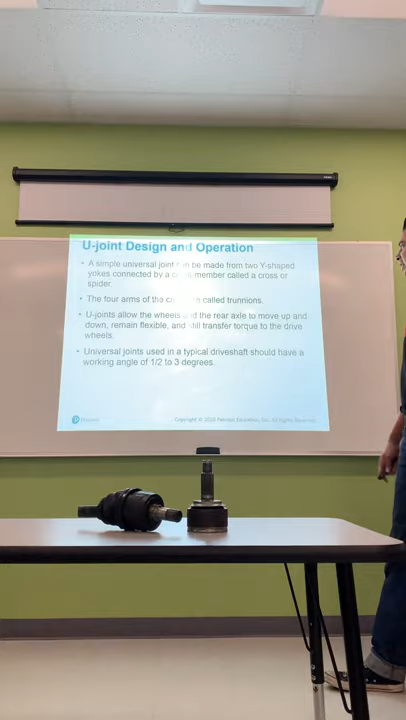 U-joint Design and Operation
• A simple universal joint can be made from two Y-shaped
yokes connected by a member called a cross or
spider.
• The four arms of the called trunnions.
• U-joints allow the wheels and the rear axle to move up and
down, remain flexible, and still transfer torque to the drive
wheels.
• Universal joints used in a typical driveshaft should have a
working angle of 1/2 to 3 degrees.
Pearson
Copyright © 2020 Pearson Education, Inc. All Rights Reserved